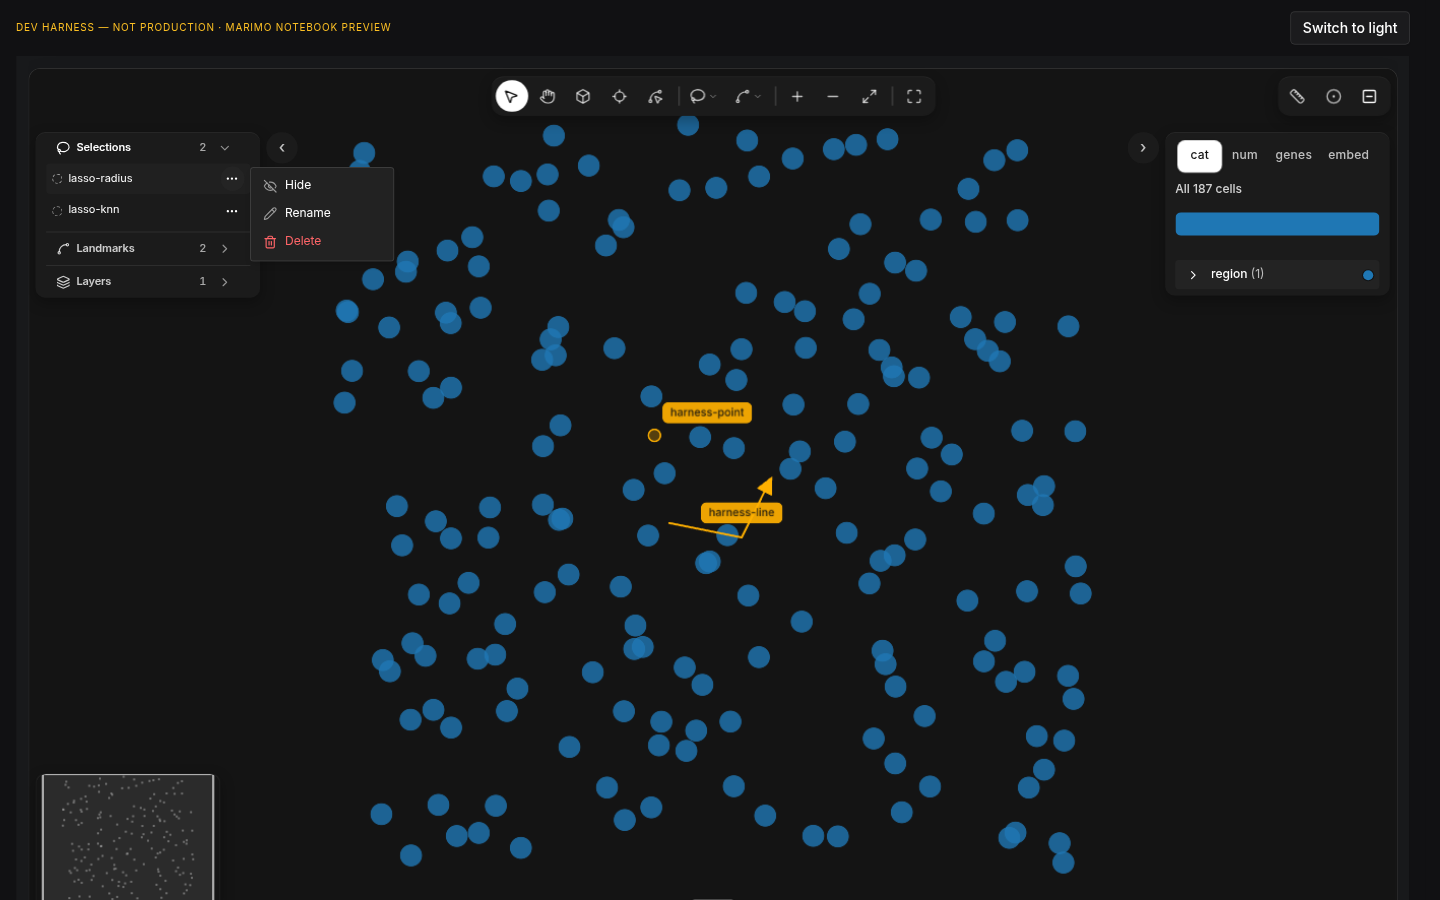 DEV HARNESS — NOT PRODUCTION · MARIMO NOTEBOOK PREVIEW
Switch to light
Selections 2
lasso-radius
lasso-knn
Landmarks 2
Layers 1
Hide
Rename
Delete
cat num genes embed
All 187 cells
region (1)
harness-point
harness-line